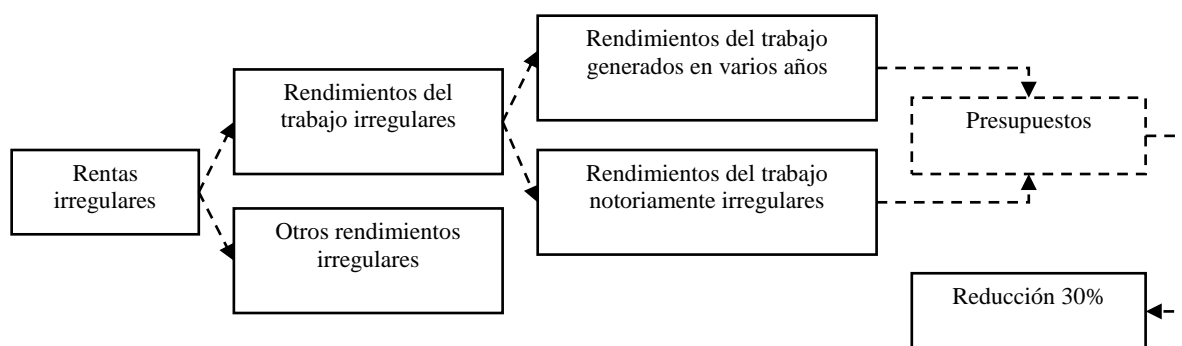 Rentas
irregulares
Rendimientos del
trabajo irregulares
Otros rendimientos
irregulares
Rendimientos del trabajo
generados en varios años
Rendimientos del trabajo
notoriamente irregulares
Presupuestos
Reducción 30%